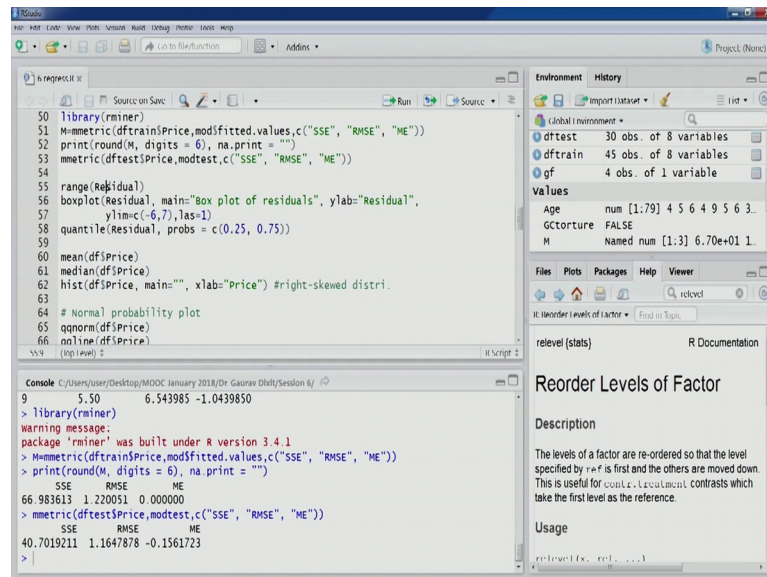 RStudio
File Edit Code View Plots Session Build Debug Profile Tools Help
Go to file/function
Addins
Project: (None)
6 regress.R ×
Source on Save
Run
Source
50 library(rminer)
51 M=mmetric(dftrain$Price,mod$fitted.values,c("SSE", "RMSE", "ME"))
52 print(round(M, digits = 6), na.print = "")
53 mmetric(dftest$Price,modtest,c("SSE", "RMSE", "ME"))
54
55 range(Residual)
56 boxplot(Residual, main="Box plot of residuals", ylab="Residual",
57 ylim=c(-6,7),las=1)
58 quantile(Residual, probs = c(0.25, 0.75))
59
60 mean(df$Price)
61 median(df$Price)
62 hist(df$Price, main="", xlab="Price") #right-skewed distri.
63
64 # Normal probability plot
65 qqnorm(df$Price)
66 qqline(df$Price)
55:9 (Top Level)
R Script
Console C:/Users/user/Desktop/MOOC January 2018/Dr. Gaurav Dixit/Session 6/
9 5.50 6.543985 -1.0439850
> library(rminer)
Warning message:
package 'rminer' was built under R version 3.4.1
> M=mmetric(dftrain$Price,mod$fitted.values,c("SSE", "RMSE", "ME"))
> print(round(M, digits = 6), na.print = "")
SSE RMSE ME
66.983613 1.220051 0.000000
> mmetric(dftest$Price,modtest,c("SSE", "RMSE", "ME"))
SSE RMSE ME
40.7019211 1.1647878 -0.1561723
>
Environment History
Import Dataset
List
Global Environment
dftest 30 obs. of 8 variables
dftrain 45 obs. of 8 variables
gf 4 obs. of 1 variable
Values
Age num [1:79] 4 5 6 4 9 5 6 3…
GCtorture FALSE
M Named num [1:3] 6.70e+01 1…
Files Plots Packages Help Viewer
relevel
R: Reorder Levels of Factor
Find in Topic
relevel {stats}
R Documentation
Reorder Levels of Factor
Description
The levels of a factor are re-ordered so that the level
specified by ref is first and the others are moved down.
This is useful for contr.treatment contrasts which
take the first level as the reference.
Usage
relevel(x, ref, ...)